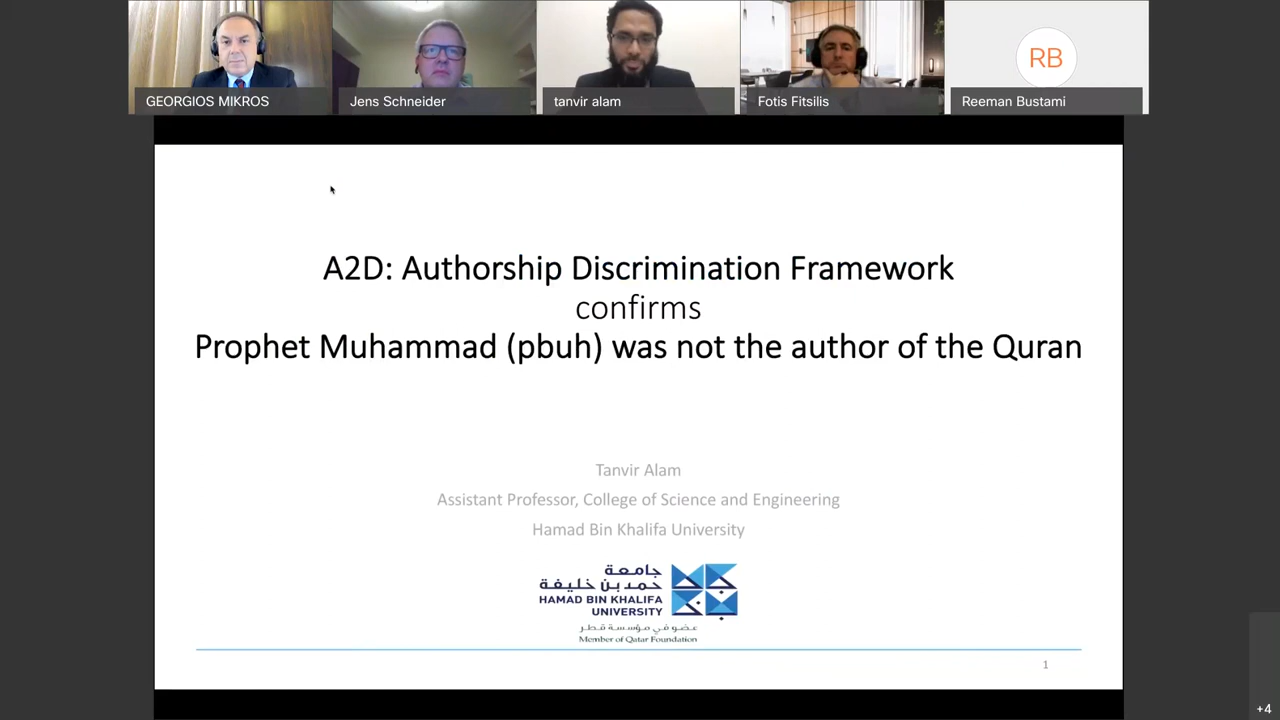 GEORGIOS MIKROS
Jens Schneider
tanvir alam
Fotis Fitsilis
RB
Reeman Bustami
A2D: Authorship Discrimination Framework
confirms
Prophet Muhammad (pbuh) was not the author of the Quran
Tanvir Alam
Assistant Professor, College of Science and Engineering
Hamad Bin Khalifa University
جامعة
حمد بن خليفة
HAMAD BIN KHALIFA
UNIVERSITY
عضو في مؤسسة قطر
Member of Qatar Foundation
1
+4